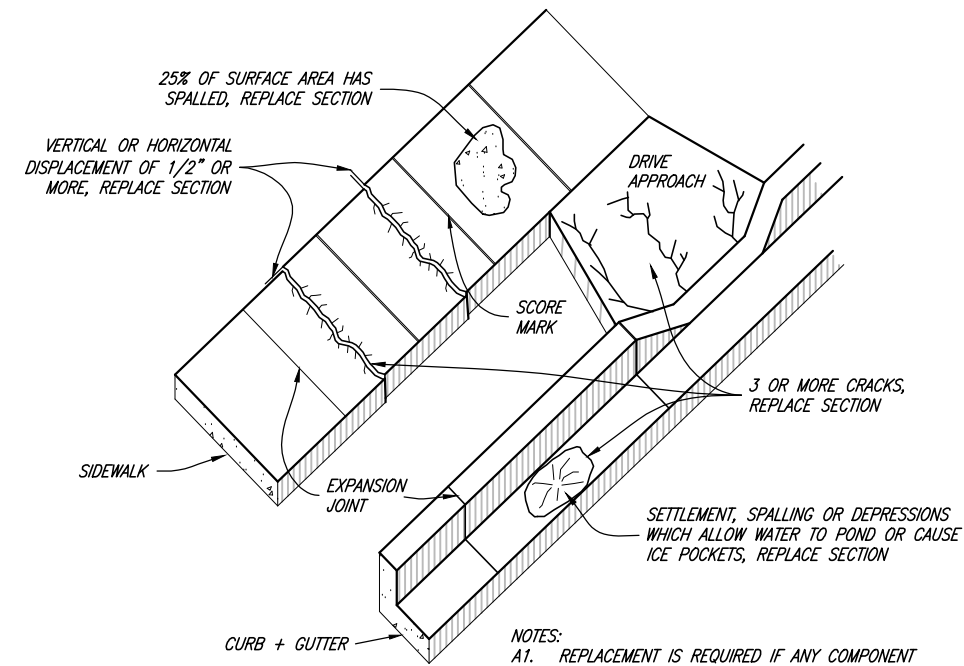 25% OF SURFACE AREA HAS
SPALLED, REPLACE SECTION
VERTICAL OR HORIZONTAL
DISPLACEMENT OF 1/2" OR
MORE, REPLACE SECTION
DRIVE
APPROACH
SCORE
MARK
3 OR MORE CRACKS,
REPLACE SECTION
SIDEWALK
EXPANSION
JOINT
SETTLEMENT, SPALLING OR DEPRESSIONS
WHICH ALLOW WATER TO POND OR CAUSE
ICE POCKETS, REPLACE SECTION
CURB + GUTTER
NOTES:
A1. REPLACEMENT IS REQUIRED IF ANY COMPONENT